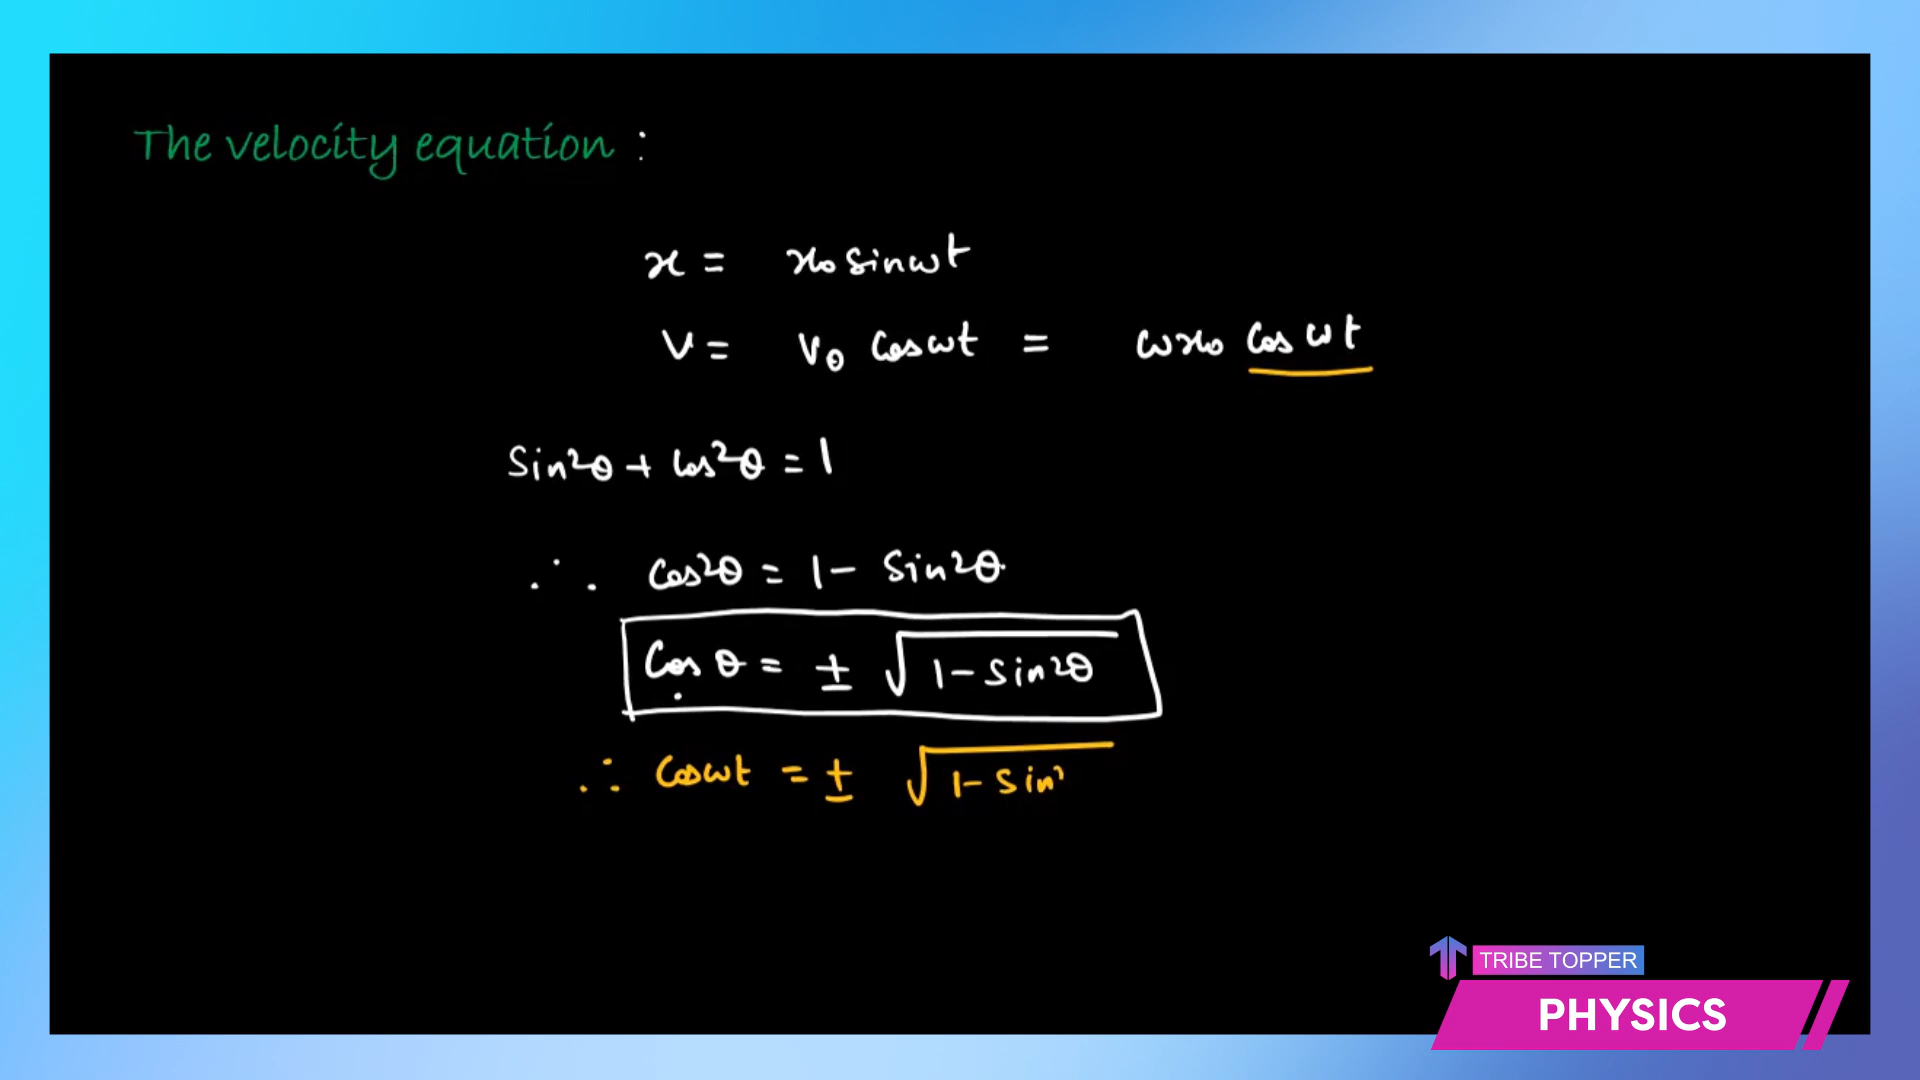 The velocity equation :
x = x₀ sinωt
v = v₀ cosωt = ωx₀ cos ωt
Sin²θ + cos²θ = 1
∴ cos²θ = 1 - sin²θ
Cos θ = ± √1 - sin²θ
∴ cosωt = ± √1 - sin²
TRIBE TOPPER
PHYSICS